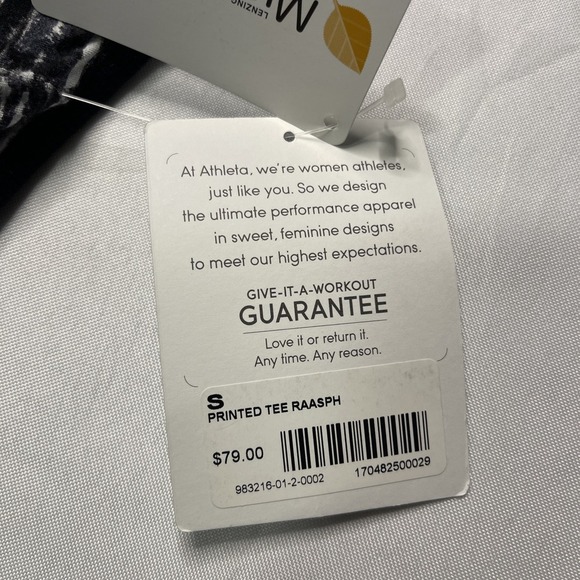 LENZING
At Athleta, we're women athletes,
just like you. So we design
the ultimate performance apparel
in sweet, feminine designs
to meet our highest expectations.
GIVE-IT-A-WORKOUT
GUARANTEE
Love it or return it.
Any time. Any reason.
S
PRINTED TEE RAASPH
$79.00
983216-01-2-0002
170482500029